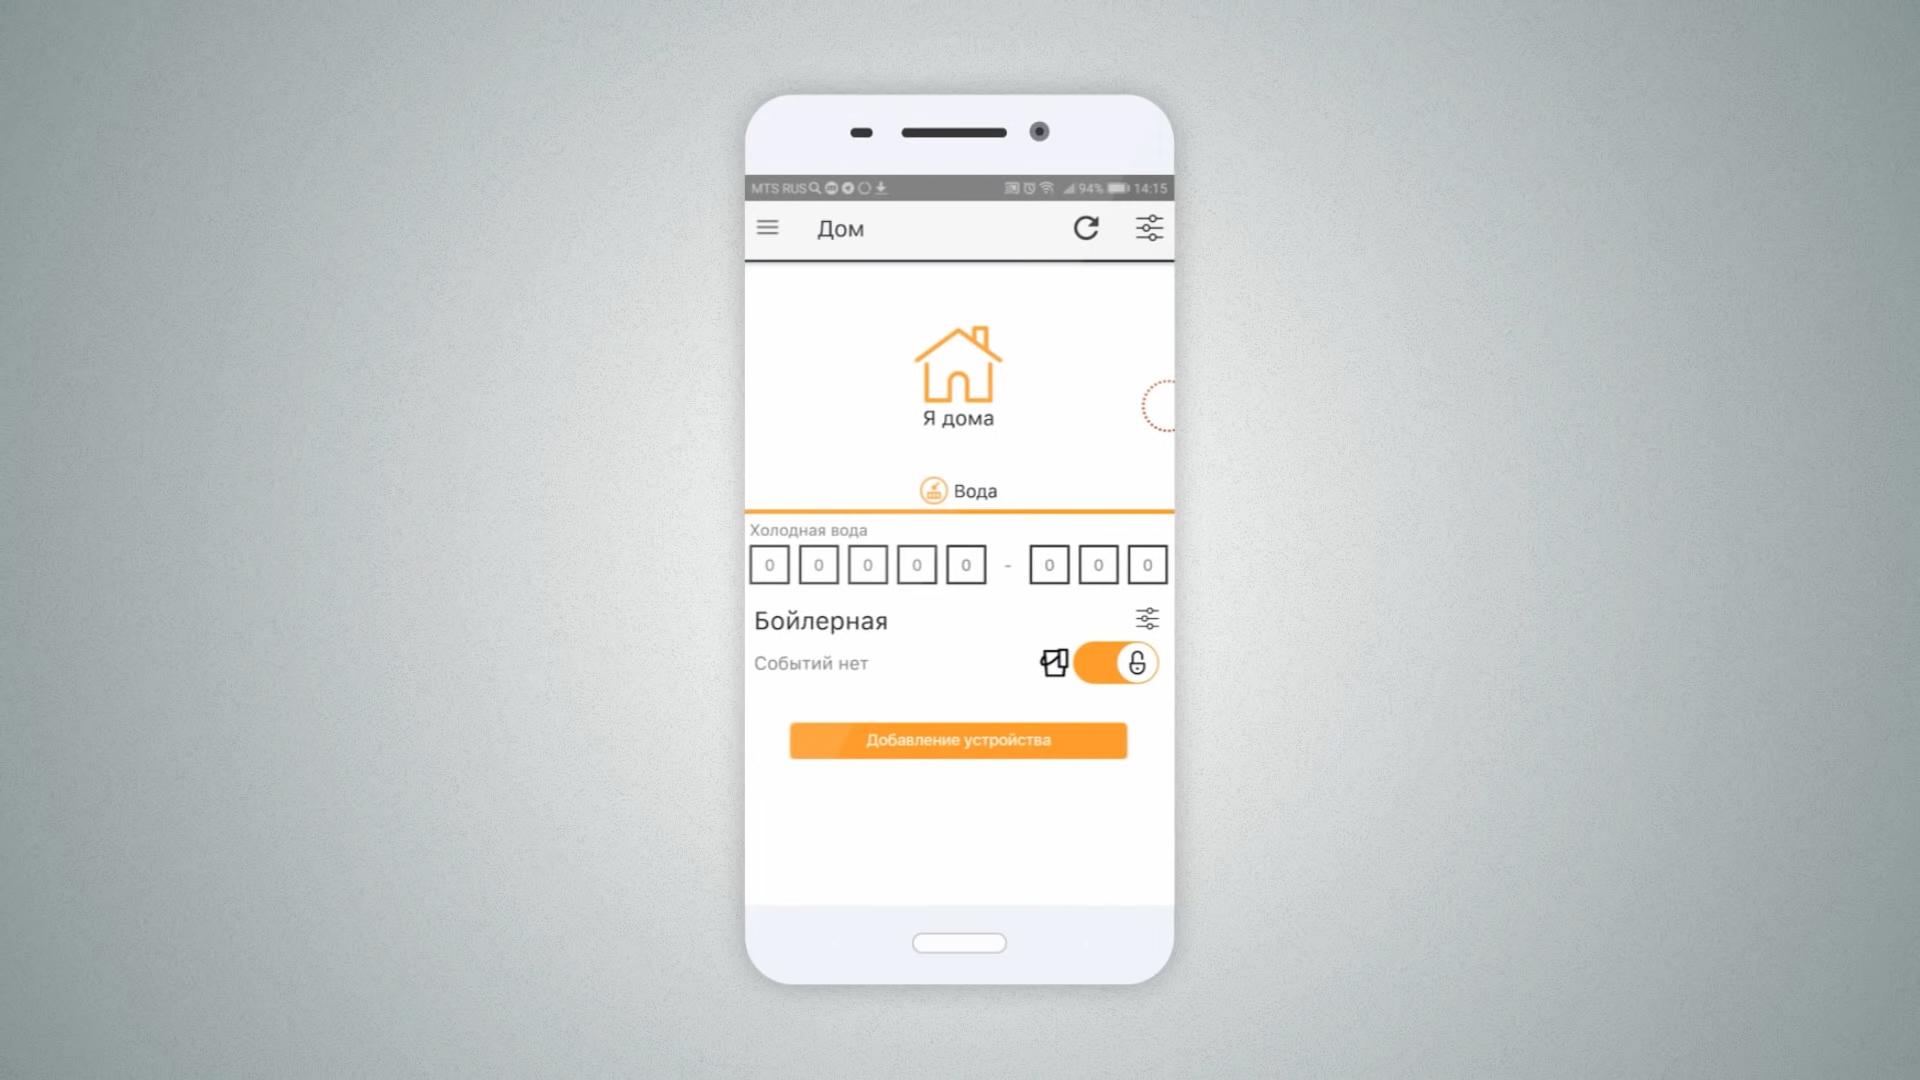 MTS RUS 94% 14:15
Дом
Я дома
Вода
Холодная вода
0 0 0 0 0 - 0 0 0
Бойлерная
Событий нет
Добавление устройства